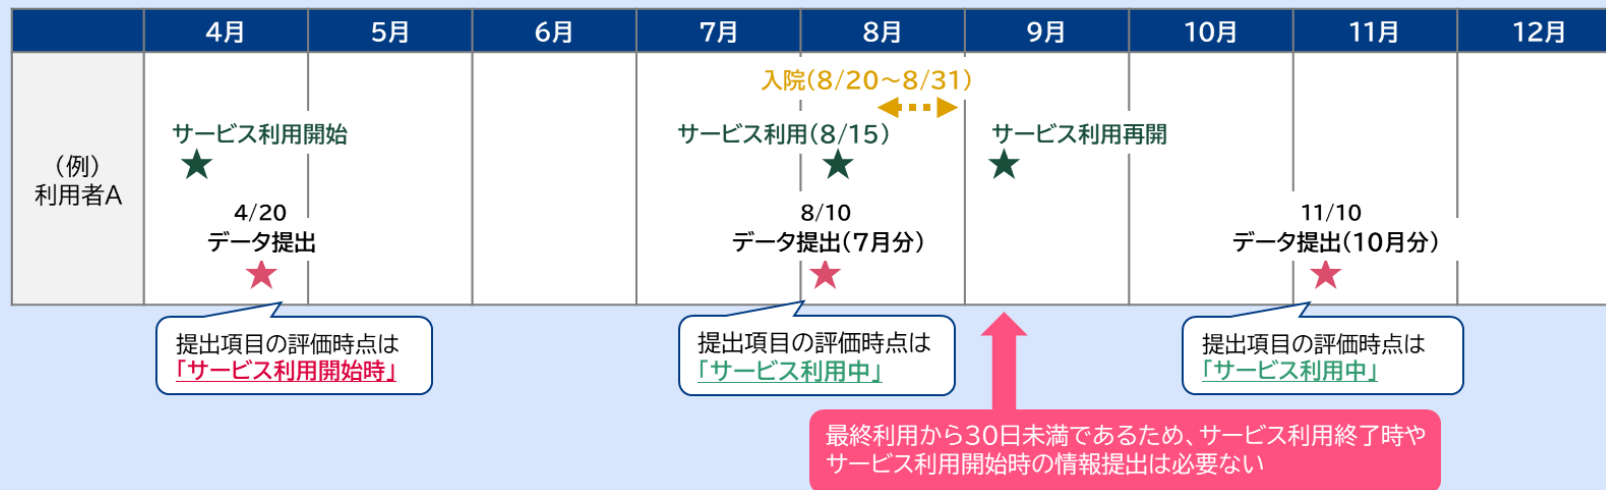 4月 5月 6月 7月 8月 9月 10月 11月 12月
入院(8/20～8/31)
サービス利用開始 サービス利用(8/15) サービス利用再開
(例)
利用者A
4/20 8/10 11/10
データ提出 データ提出(7月分) データ提出(10月分)
提出項目の評価時点は
「サービス利用開始時」
提出項目の評価時点は
「サービス利用中」
提出項目の評価時点は
「サービス利用中」
最終利用から30日未満であるため、サービス利用終了時や
サービス利用開始時の情報提出は必要ない